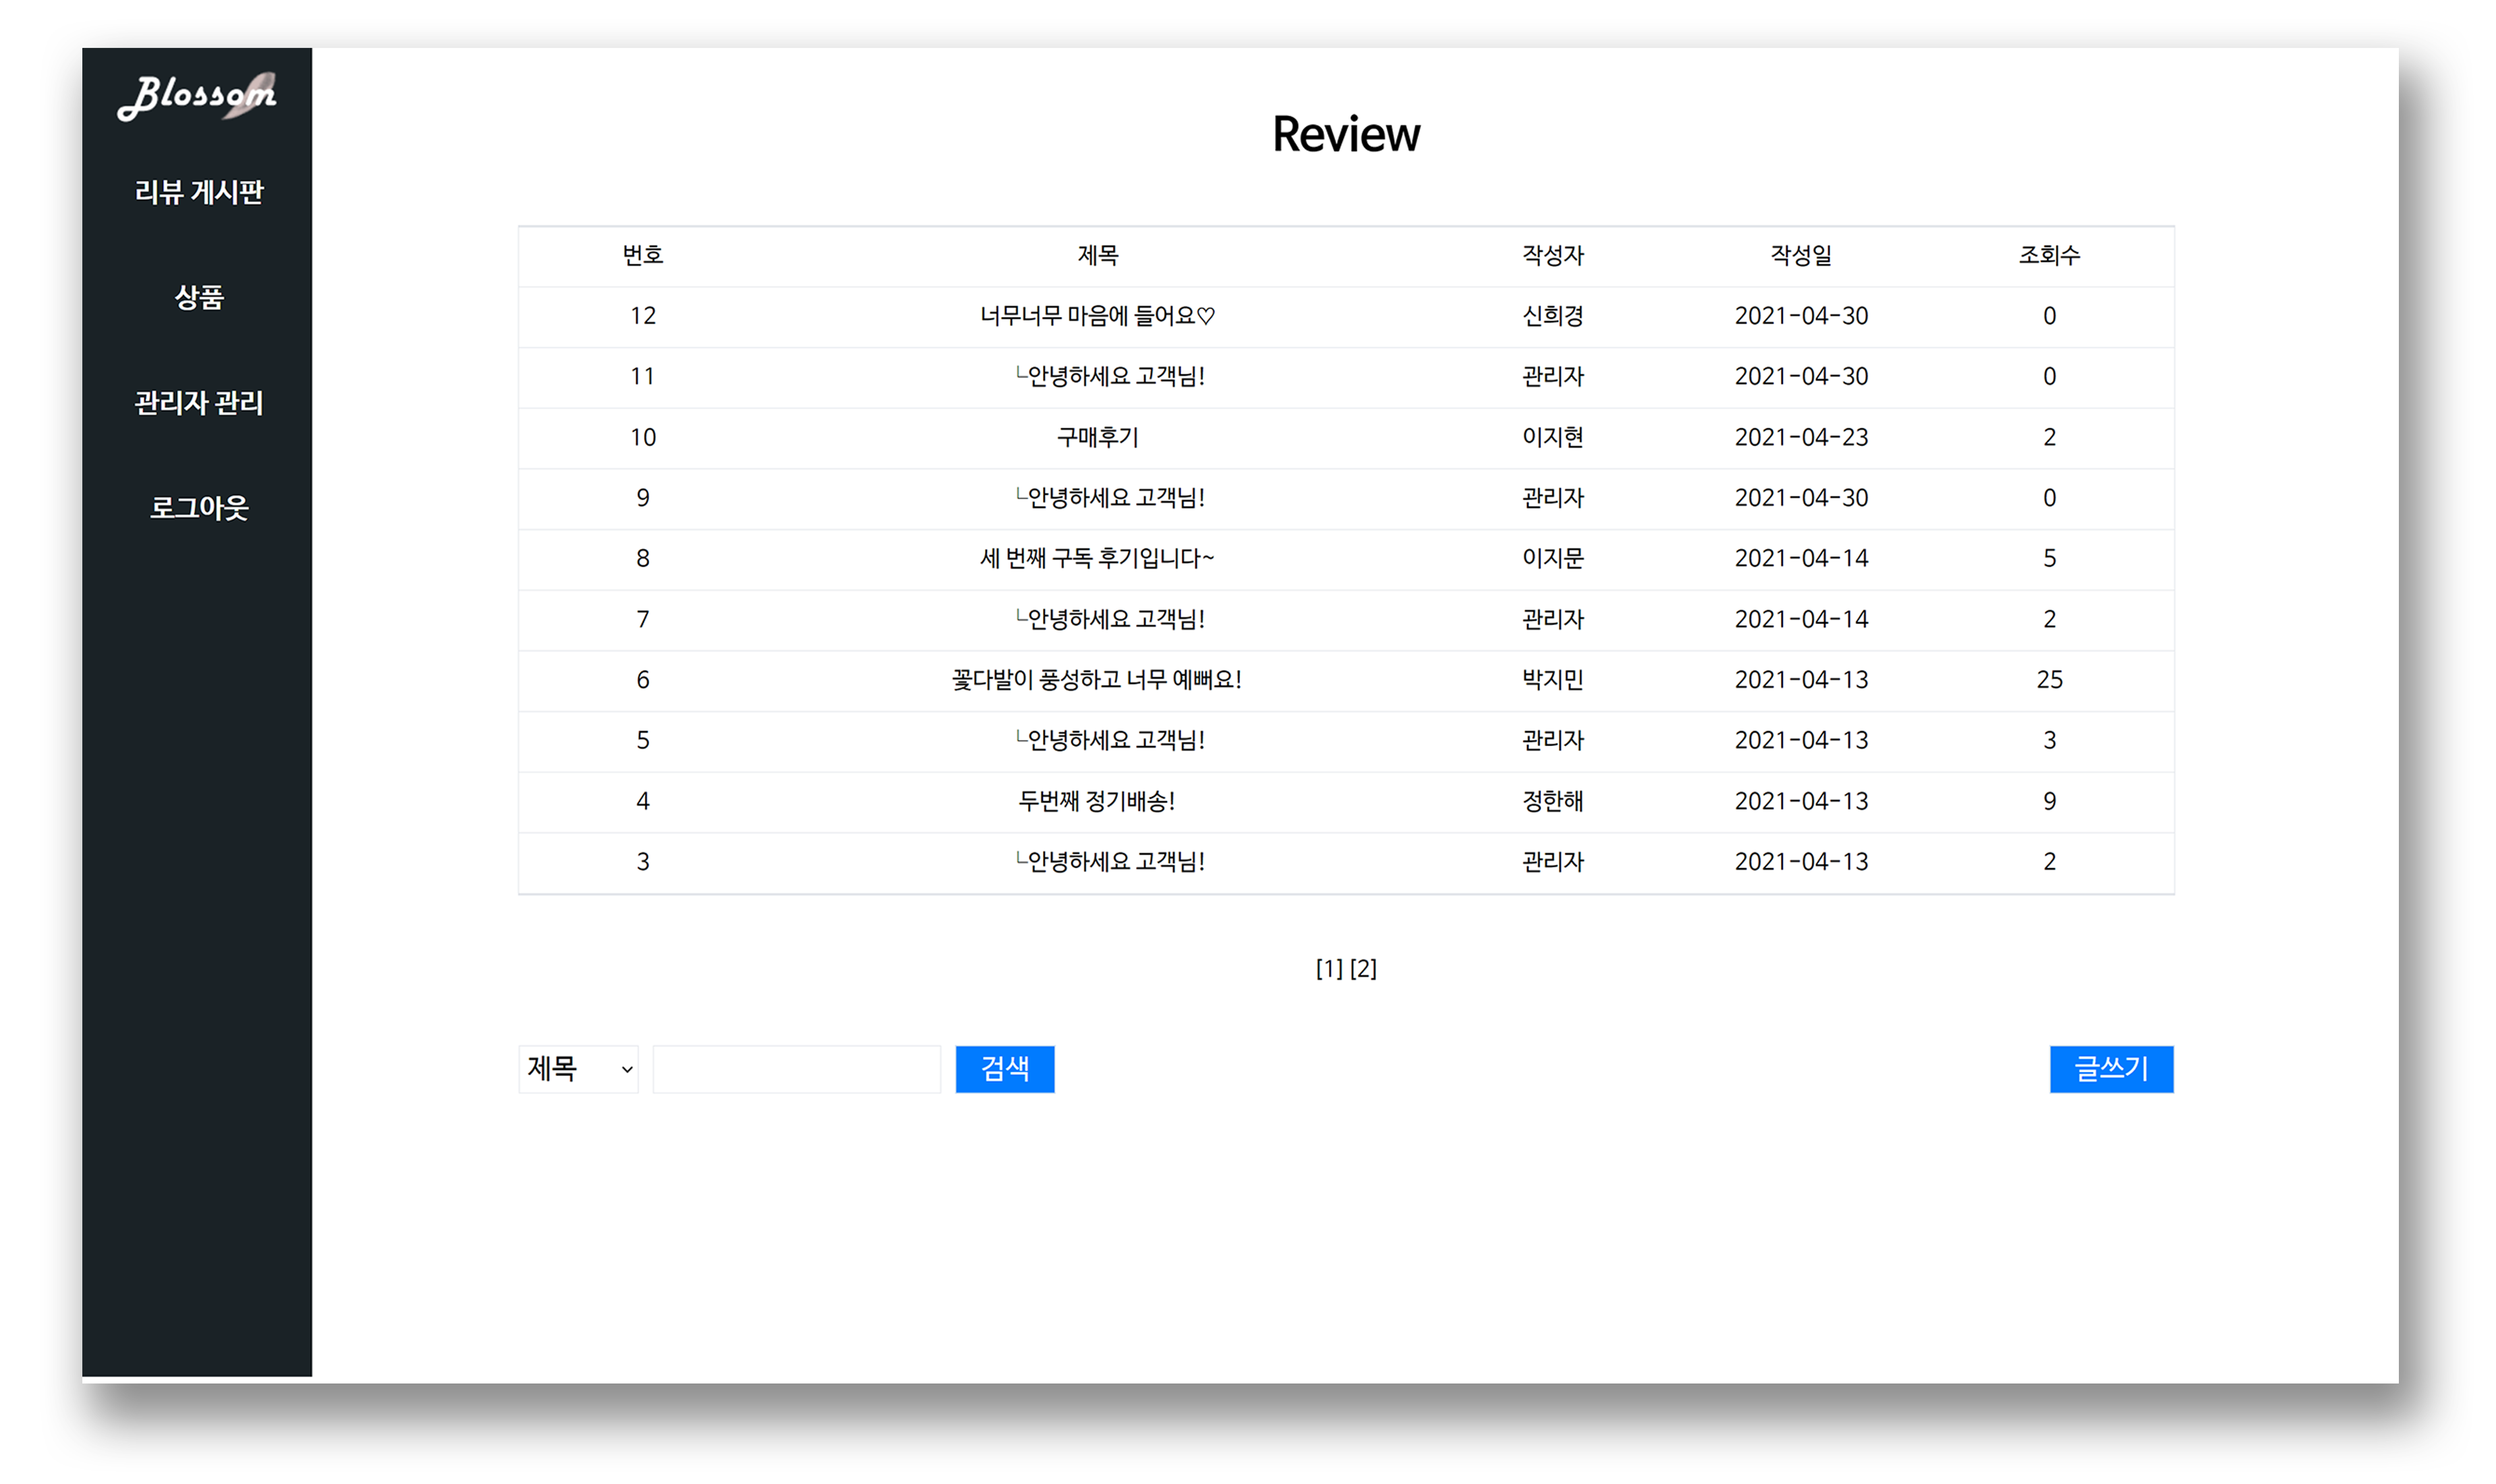 Blossom
리뷰 게시판
상품
관리자 관리
로그아웃
Review
번호 제목 작성자 작성일 조회수
12 너무너무 마음에 들어요♡ 신희경 2021-04-30 0
11 └안녕하세요 고객님! 관리자 2021-04-30 0
10 구매후기 이지현 2021-04-23 2
9 └안녕하세요 고객님! 관리자 2021-04-30 0
8 세 번째 구독 후기입니다~ 이지문 2021-04-14 5
7 └안녕하세요 고객님! 관리자 2021-04-14 2
6 꽃다발이 풍성하고 너무 예뻐요! 박지민 2021-04-13 25
5 └안녕하세요 고객님! 관리자 2021-04-13 3
4 두번째 정기배송! 정한해 2021-04-13 9
3 └안녕하세요 고객님! 관리자 2021-04-13 2
[1] [2]
제목 검색 글쓰기